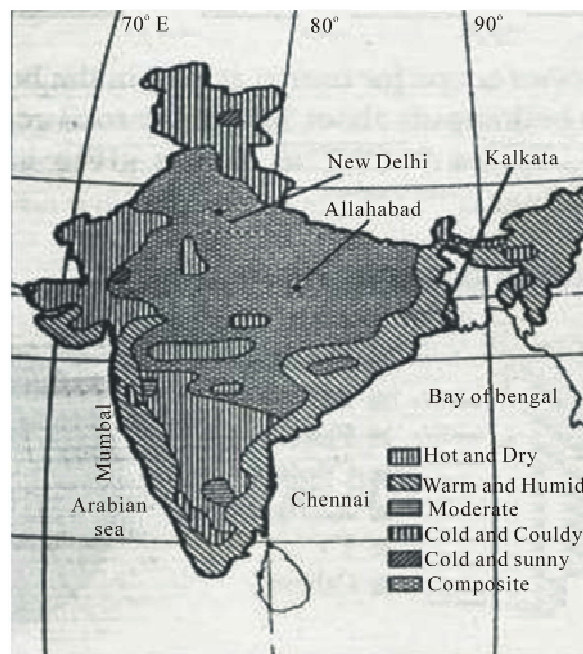 70° E
80°
90°
New Delhi
Kalkata
Allahabad
Bay of bengal
Mumbal
Arabian
sea
Chennai
Hot and Dry
Warm and Humid
Moderate
Cold and Couldy
Cold and sunny
Composite